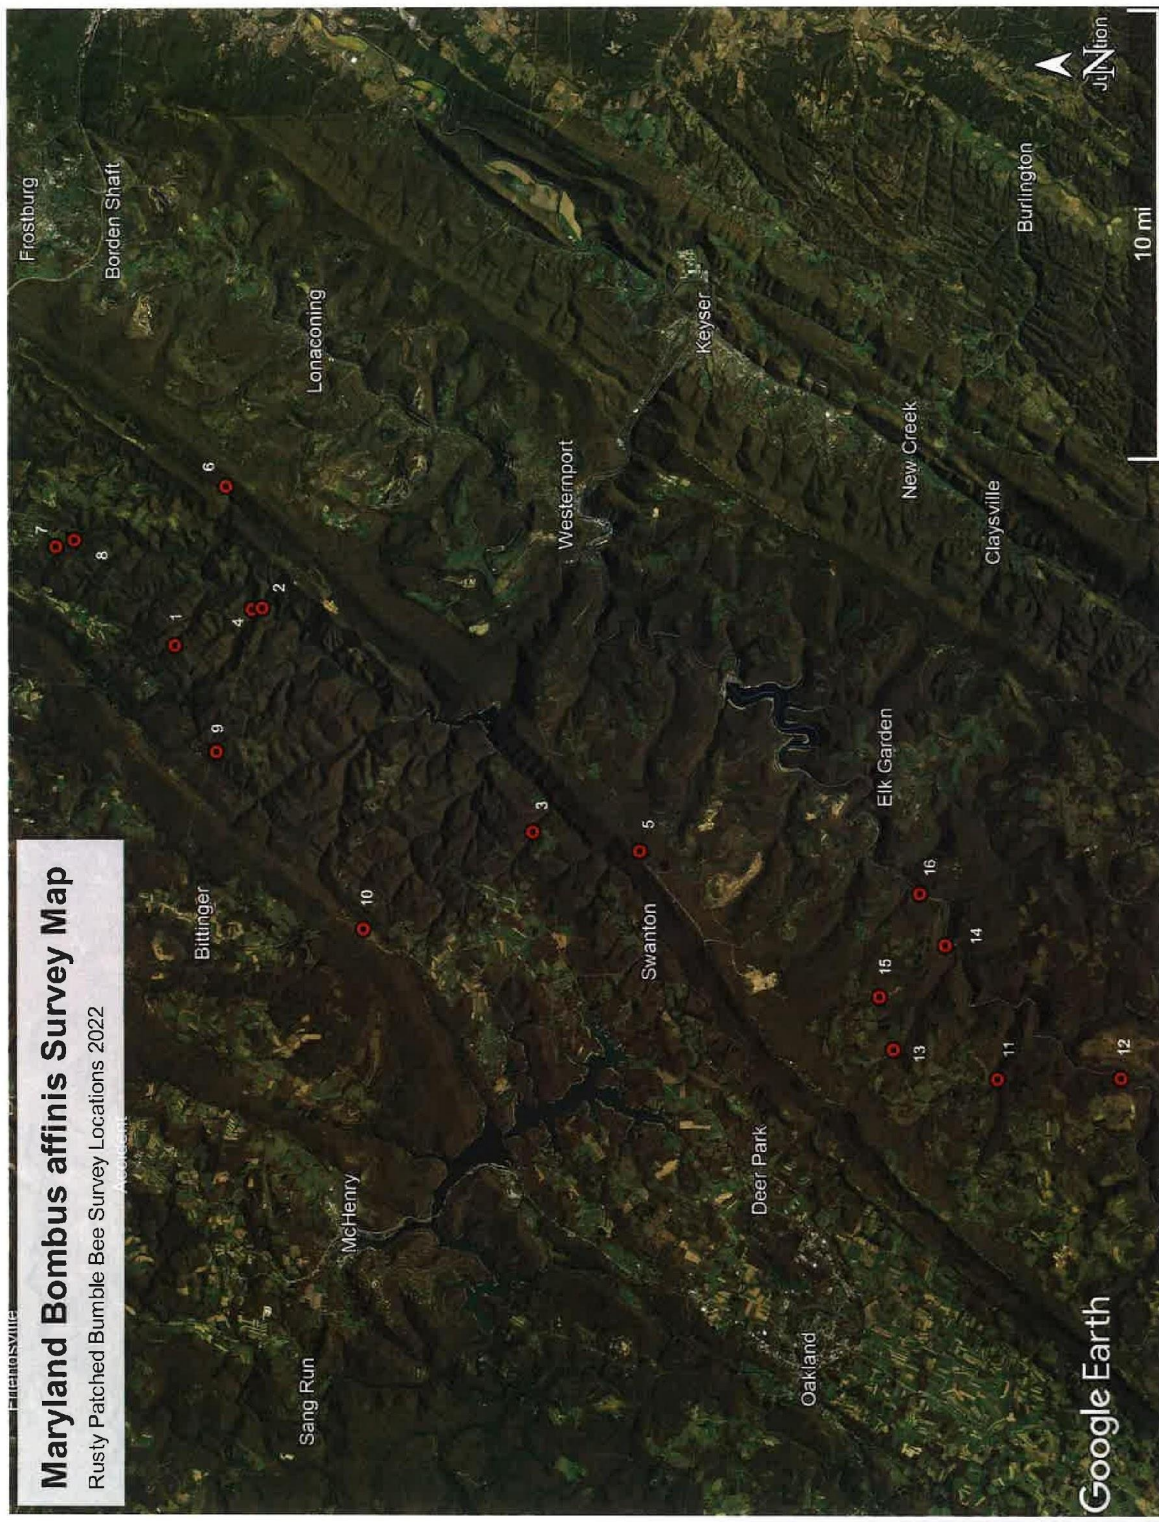 Maryland Bombus affinis Survey Map
Rusty Patched Bumble Bee Survey Locations 2022
Friendsville
Accident
Frostburg
Borden Shaft
7
8
1
6
Bittinger
9
4
2
Sang Run
McHenry
10
Lonaconing
3
Westernport
Swanton
5
Keyser
Deer Park
Oakland
15
13
16
Elk Garden
New Creek
14
11
Claysville
Burlington
12
Google Earth
N
10 mi